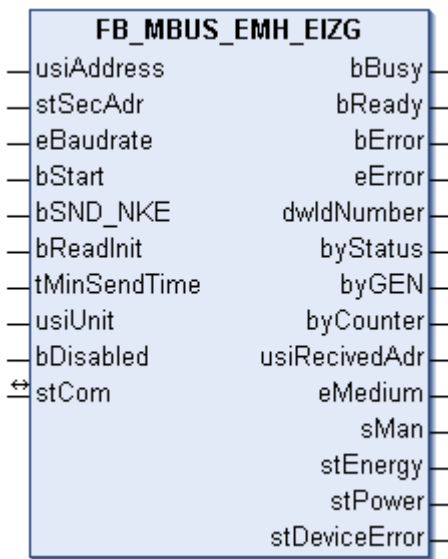 FB_MBUS_EMH_EIZG
usiAddress bBusy
stSecAdr bReady
eBaudrate bError
bStart eError
bSND_NKE dwIdNumber
bReadInit byStatus
tMinSendTime byGEN
usiUnit byCounter
bDisabled usiRecivedAdr
↔ stCom eMedium
sMan
stEnergy
stPower
stDeviceError